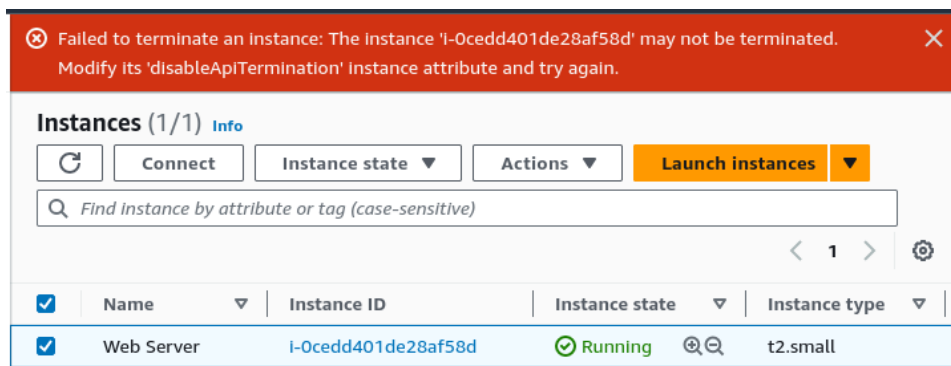 Failed to terminate an instance: The instance 'i-0cedd401de28af58d' may not be terminated.
Modify its 'disableApiTermination' instance attribute and try again.
Instances (1/1) Info
Connect Instance state Actions Launch instances
Find instance by attribute or tag (case-sensitive)
1
Name Instance ID Instance state Instance type
Web Server i-0cedd401de28af58d Running t2.small